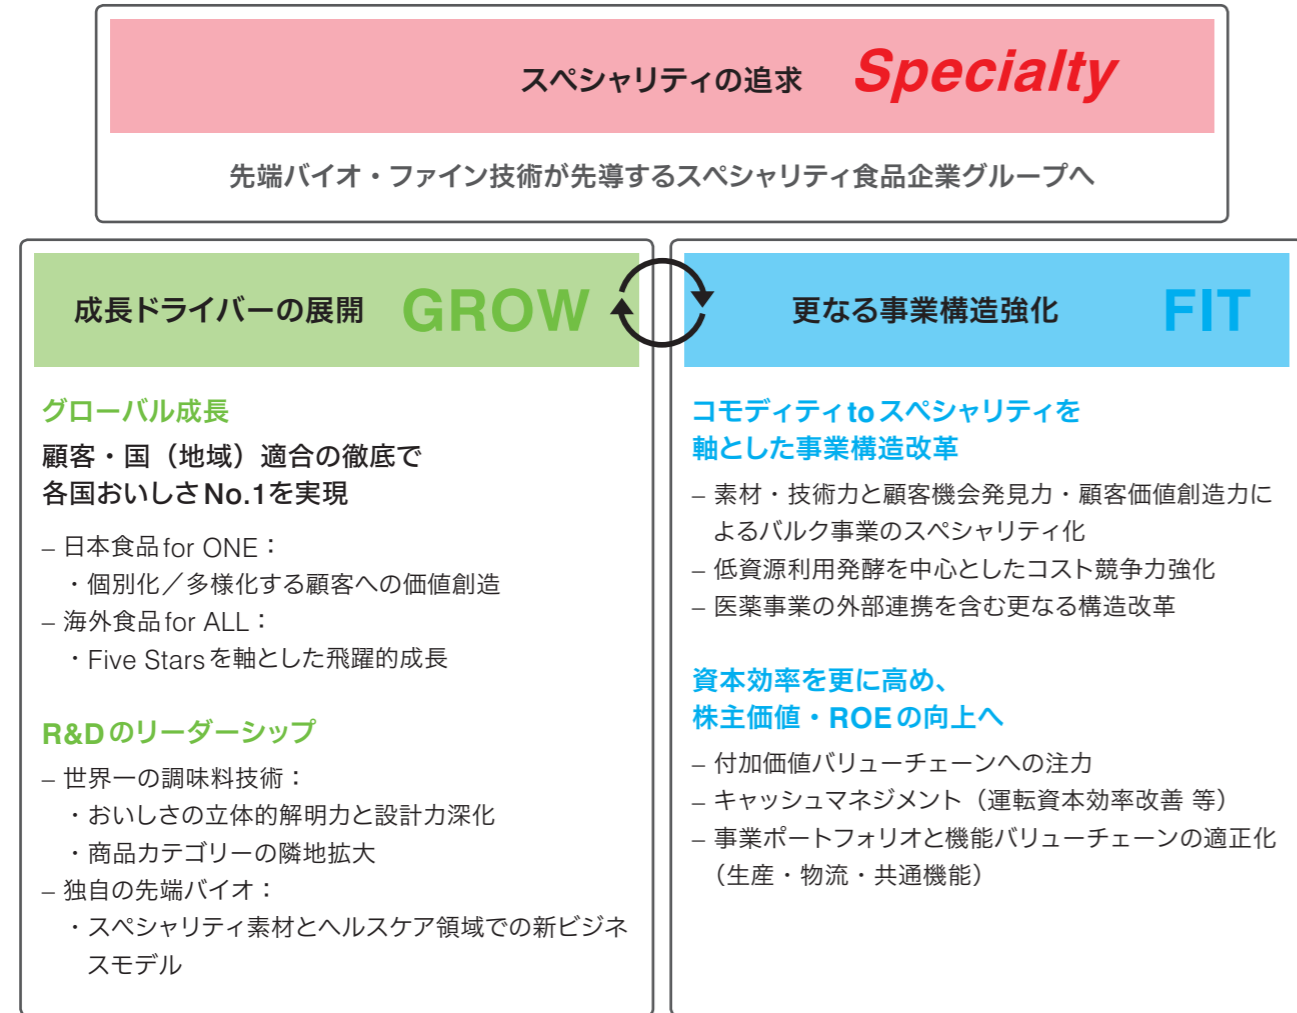 スペシャリティの追求 Specialty
先端バイオ・ファイン技術が先導するスペシャリティ食品企業グループへ
成長ドライバーの展開 GROW
グローバル成長
顧客・国（地域）適合の徹底で
各国おいしさNo.1を実現
– 日本食品for ONE：
・個別化／多様化する顧客への価値創造
– 海外食品for ALL：
・Five Starsを軸とした飛躍的成長
R&Dのリーダーシップ
– 世界一の調味料技術：
・おいしさの立体的解明力と設計力深化
・商品カテゴリーの隣地拡大
– 独自の先端バイオ：
・スペシャリティ素材とヘルスケア領域での新ビジネ
スモデル
更なる事業構造強化 FIT
コモディティtoスペシャリティを
軸とした事業構造改革
– 素材・技術力と顧客機会発見力・顧客価値創造力に
よるバルク事業のスペシャリティ化
– 低資源利用発酵を中心としたコスト競争力強化
– 医薬事業の外部連携を含む更なる構造改革
資本効率を更に高め、
株主価値・ROEの向上へ
– 付加価値バリューチェーンへの注力
– キャッシュマネジメント（運転資本効率改善 等）
– 事業ポートフォリオと機能バリューチェーンの適正化
（生産・物流・共通機能）